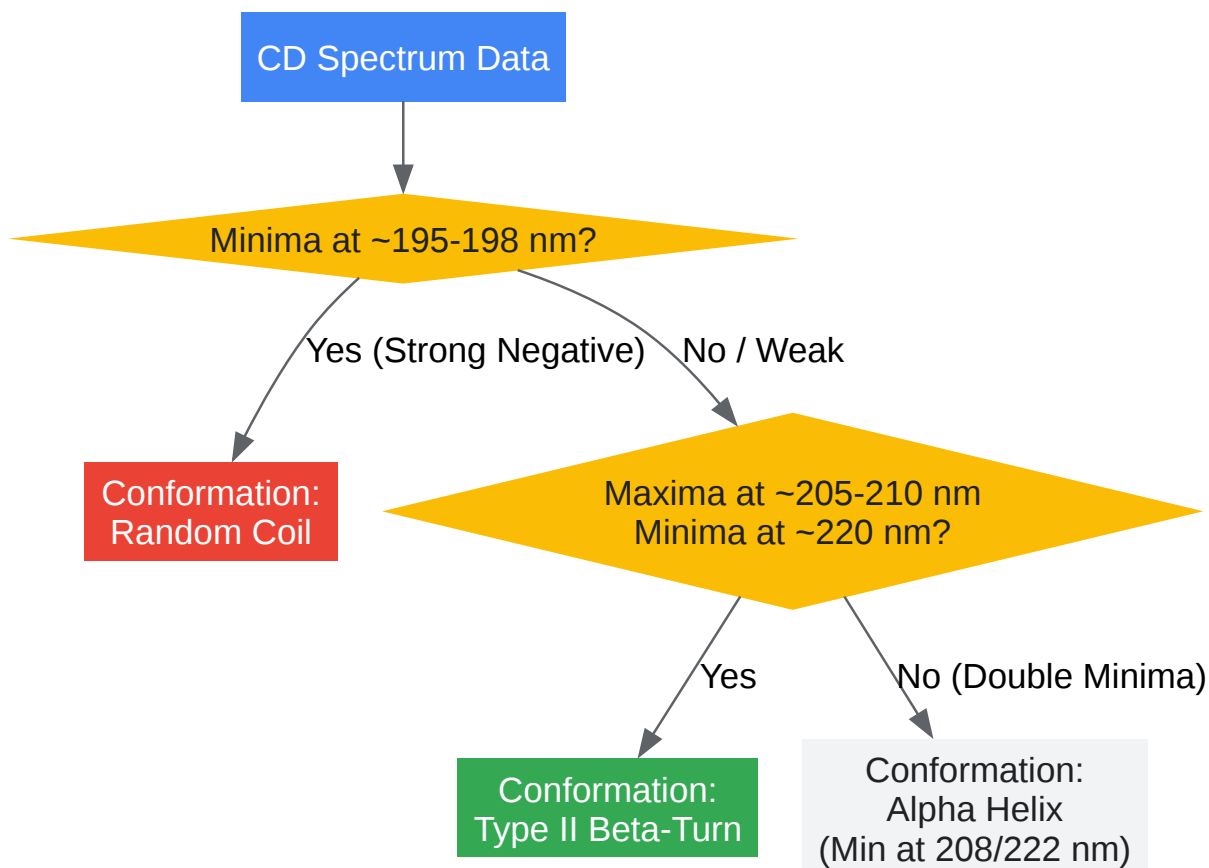 CD Spectrum Data
Minima at ~195-198 nm?
Yes (Strong Negative)
No / Weak
Conformation:
Random Coil
Maxima at ~205-210 nm
Minima at ~220 nm?
Yes
No (Double Minima)
Conformation:
Type II Beta-Turn
Conformation:
Alpha Helix
(Min at 208/222 nm)